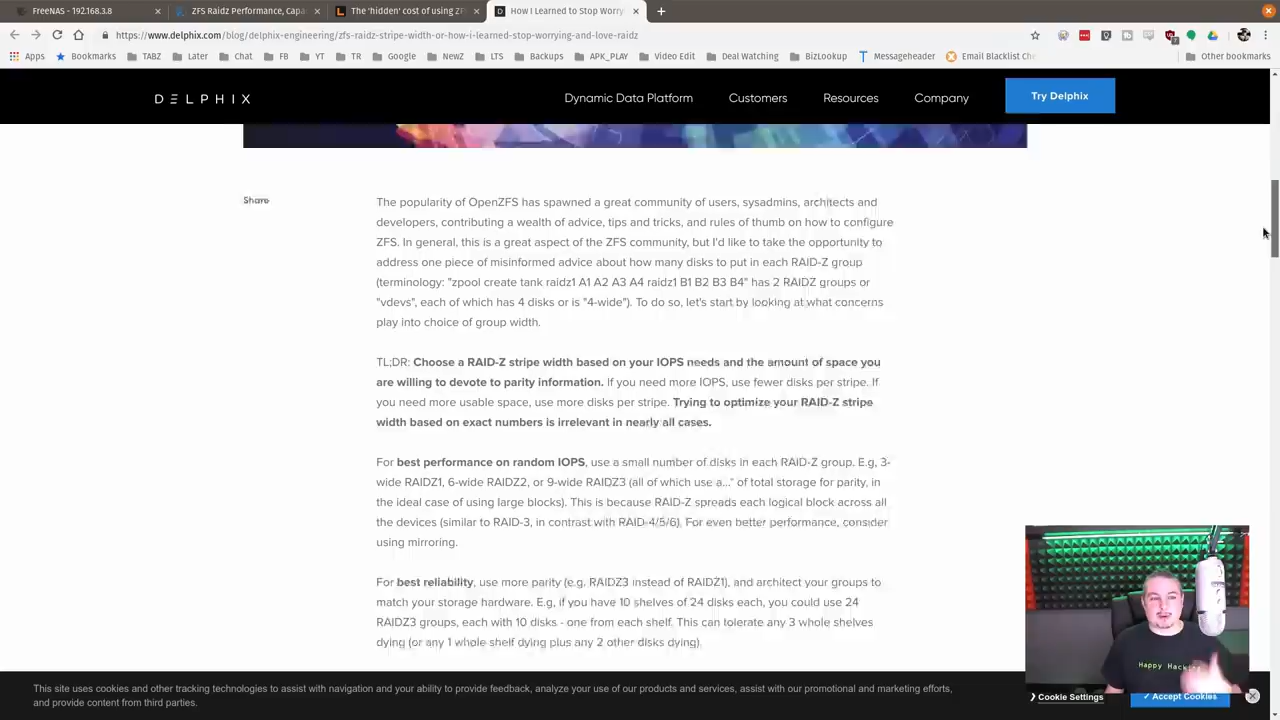 FreeNAS - 192.168.3.8
ZFS Raidz Performance, Capa
The 'hidden' cost of using ZF
How I Learned to Stop Worry
https://www.delphix.com/blog/delphix-engineering/zfs-raidz-stripe-width-or-how-i-learned-stop-worrying-and-love-raidz
Apps Bookmarks TABZ Later Chat FB YT TR Google NewZ LTS Backups APK_PLAY Video Edit Deal Watching BizLookup Messageheader Email Blacklist Che Other bookmarks
DELPHIX
Dynamic Data Platform Customers Resources Company Try Delphix
Share
The popularity of OpenZFS has spawned a great community of users, sysadmins, architects and
developers, contributing a wealth of advice, tips and tricks, and rules of thumb on how to configure
ZFS. In general, this is a great aspect of the ZFS community, but I'd like to take the opportunity to
address one piece of misinformed advice about how many disks to put in each RAID-Z group
(terminology: "zpool create tank raidz1 A1 A2 A3 A4 raidz1 B1 B2 B3 B4" has 2 RAIDZ groups or
"vdevs", each of which has 4 disks or is "4-wide"). To do so, let's start by looking at what concerns
play into choice of group width.
TL;DR: Choose a RAID-Z stripe width based on your IOPS needs and the amount of space you
are willing to devote to parity information. If you need more IOPS, use fewer disks per stripe. If
you need more usable space, use more disks per stripe. Trying to optimize your RAID-Z stripe
width based on exact numbers is irrelevant in nearly all cases.
For best performance on random IOPS, use a small number of disks in each RAID-Z group. E.g, 3-
wide RAIDZ1, 6-wide RAIDZ2, or 9-wide RAIDZ3 (all of which use a..." of total storage for parity, in
the ideal case of using large blocks). This is because RAID-Z spreads each logical block across all
the devices (similar to RAID-3, in contrast with RAID-4/5/6). For even better performance, consider
using mirroring.
For best reliability, use more parity (e.g. RAIDZ3 instead of RAIDZ1), and architect your groups to
match your storage hardware. E.g, if you have 10 shelves of 24 disks each, you could use 24
RAIDZ3 groups, each with 10 disks - one from each shelf. This can tolerate any 3 whole shelves
dying (or any 1 whole shelf dying plus any 2 other disks dying).
Happy Hacking
This site uses cookies and other tracking technologies to assist with navigation and your ability to provide feedback, analyze your use of our products and services, assist with our promotional and marketing efforts,
and provide content from third parties.
❯ Cookie Settings
✓ Accept Cookies